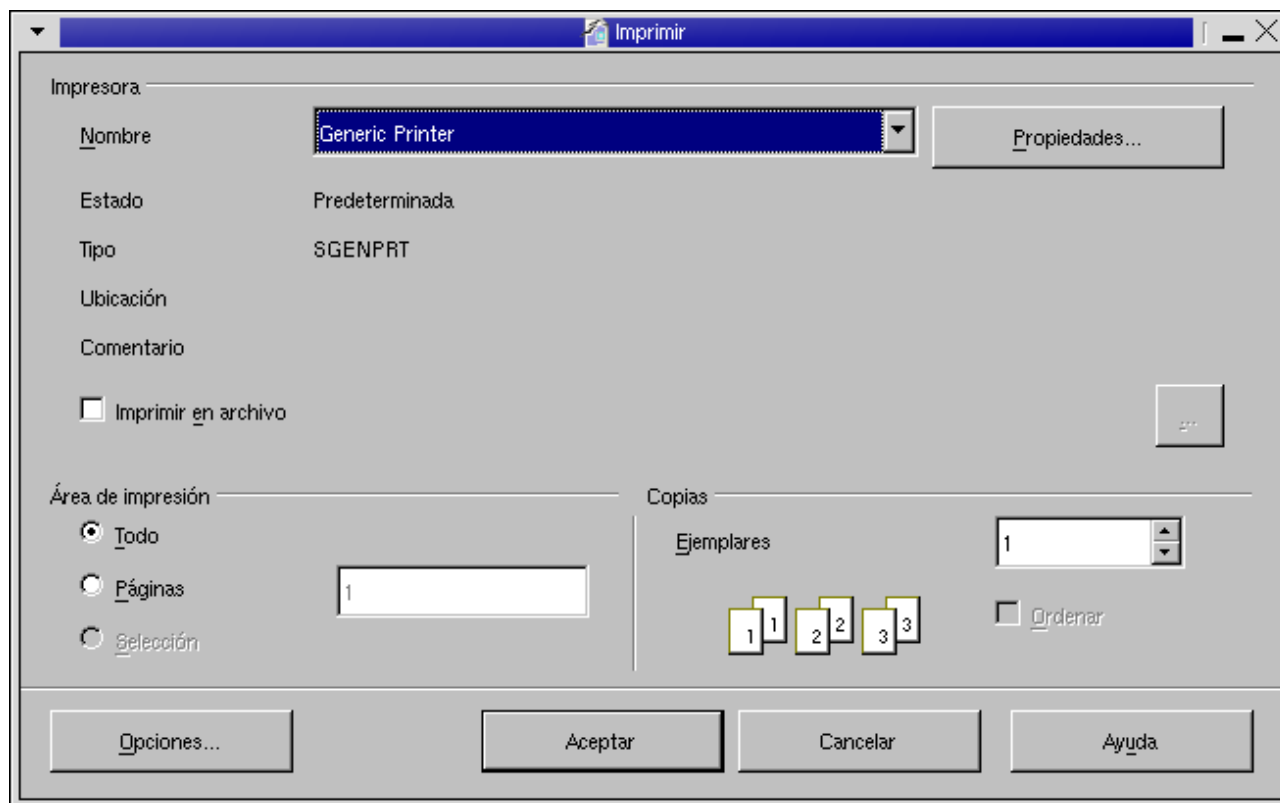 Imprimir
Impresora
Nombre Generic Printer Propiedades...
Estado Predeterminada
Tipo SGENPRT
Ubicación
Comentario
Imprimir en archivo ...
Área de impresión
Todo
Páginas 1
Selección
Copias
Ejemplares 1
1 1 2 2 3 3 Ordenar
Opciones... Aceptar Cancelar Ayuda